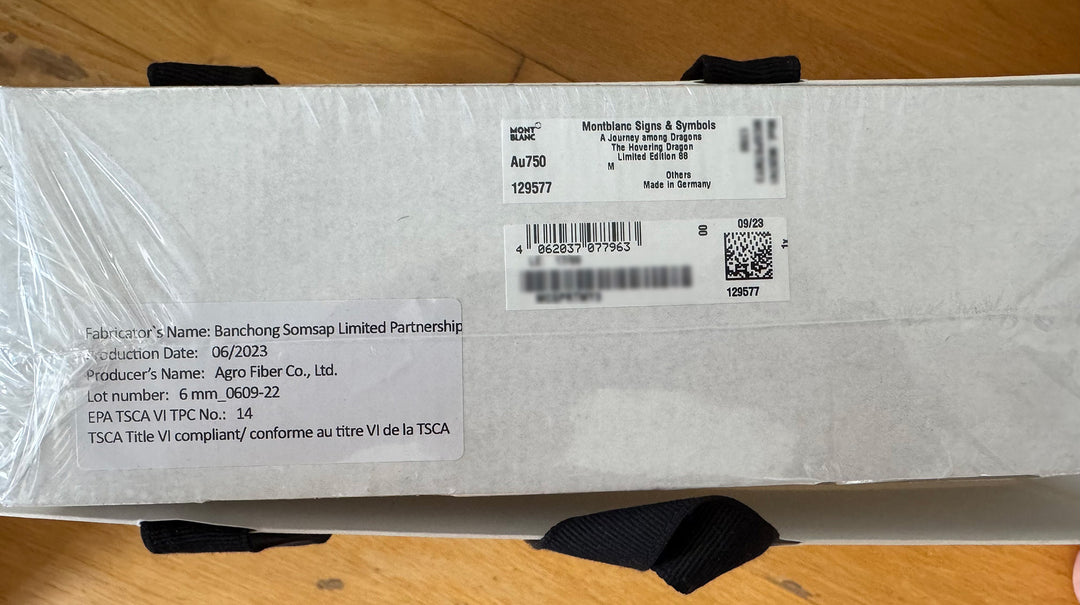 MONT
BLANC
Au750
129577
Montblanc Signs & Symbols
A Journey among Dragons
The Hovering Dragon
Limited Edition 88
M
Others
Made in Germany
4 062037 077963
00
09/23
1v
129577
Fabricator`s Name: Banchong Somsap Limited Partnership
Production Date: 06/2023
Producer's Name: Agro Fiber Co., Ltd.
Lot number: 6 mm_0609-22
EPA TSCA VI TPC No.: 14
TSCA Title VI compliant/ conforme au titre VI de la TSCA